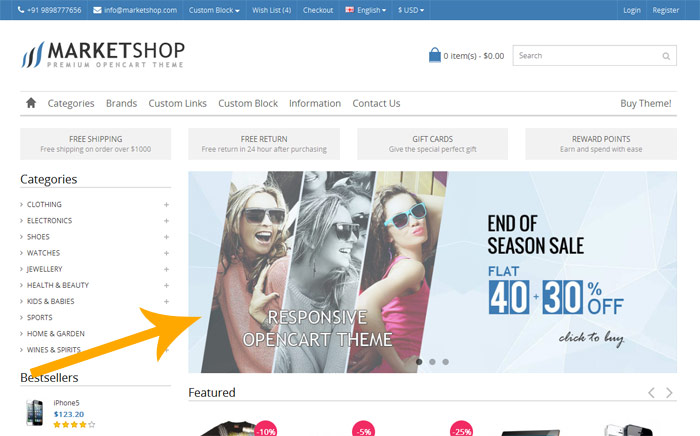 +91 9898777656 info@marketshop.com Custom Block Wish List (4) Checkout English $ USD Login Register
MARKETSHOP
PREMIUM OPENCART THEME
0 item(s) - $0.00
Search
Categories Brands Custom Links Custom Block Information Contact Us Buy Theme!
FREE SHIPPING
Free shipping on order over $1000
FREE RETURN
Free return in 24 hour after purchasing
GIFT CARDS
Give the special perfect gift
REWARD POINTS
Earn and spend with ease
Categories
CLOTHING +
ELECTRONICS +
SHOES +
WATCHES +
JEWELLERY +
HEALTH & BEAUTY +
KIDS & BABIES +
SPORTS
HOME & GARDEN
WINES & SPIRITS +
END OF
SEASON SALE
FLAT
40 + 30 % OFF
click to buy
RESPONSIVE
OPENCART THEME
Bestsellers
iPhone5
$123.20
Featured
-10% -5% -25%